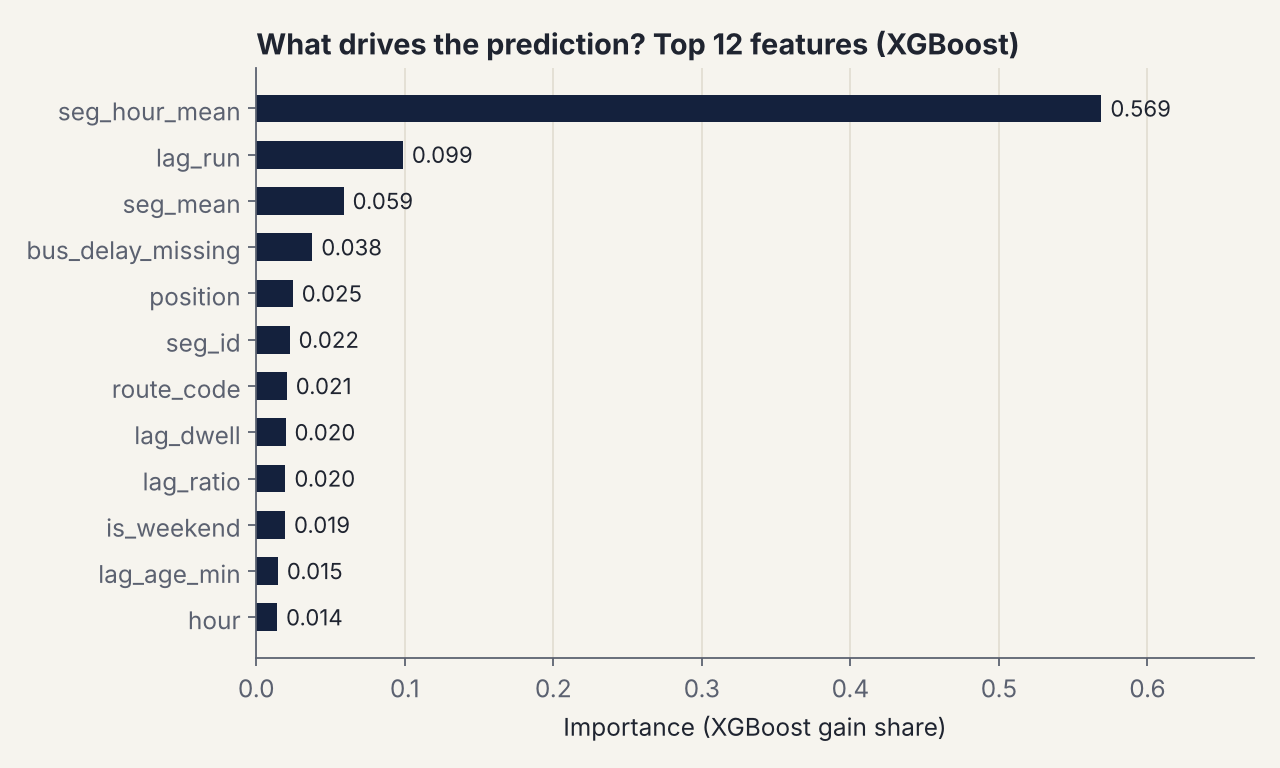 What drives the prediction? Top 12 features (XGBoost)
seg_hour_mean 0.569
lag_run 0.099
seg_mean 0.059
bus_delay_missing 0.038
position 0.025
seg_id 0.022
route_code 0.021
lag_dwell 0.020
lag_ratio 0.020
is_weekend 0.019
lag_age_min 0.015
hour 0.014
0.0 0.1 0.2 0.3 0.4 0.5 0.6
Importance (XGBoost gain share)